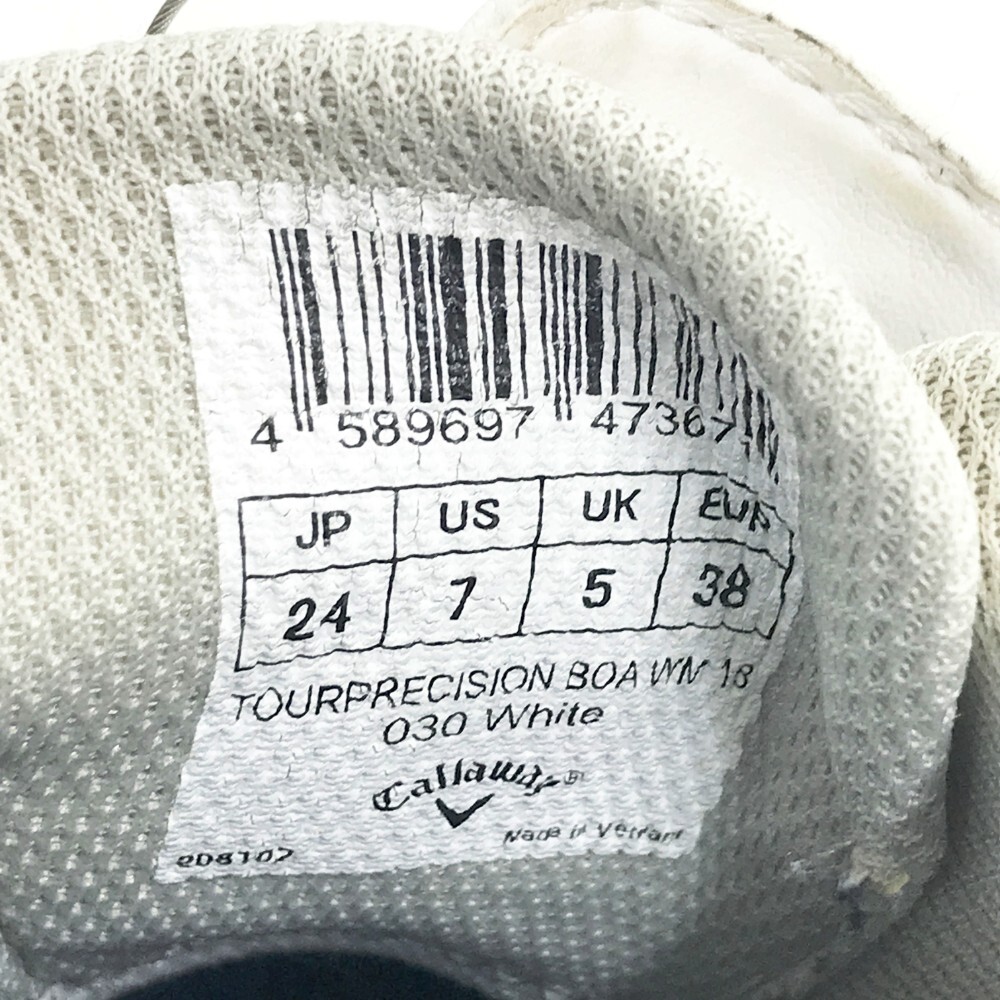 4 589697 47367
JP US UK EUR
24 7 5 38
TOURPRECISION BOA WM 18
030 White
Callaway®
Made in Vietnam